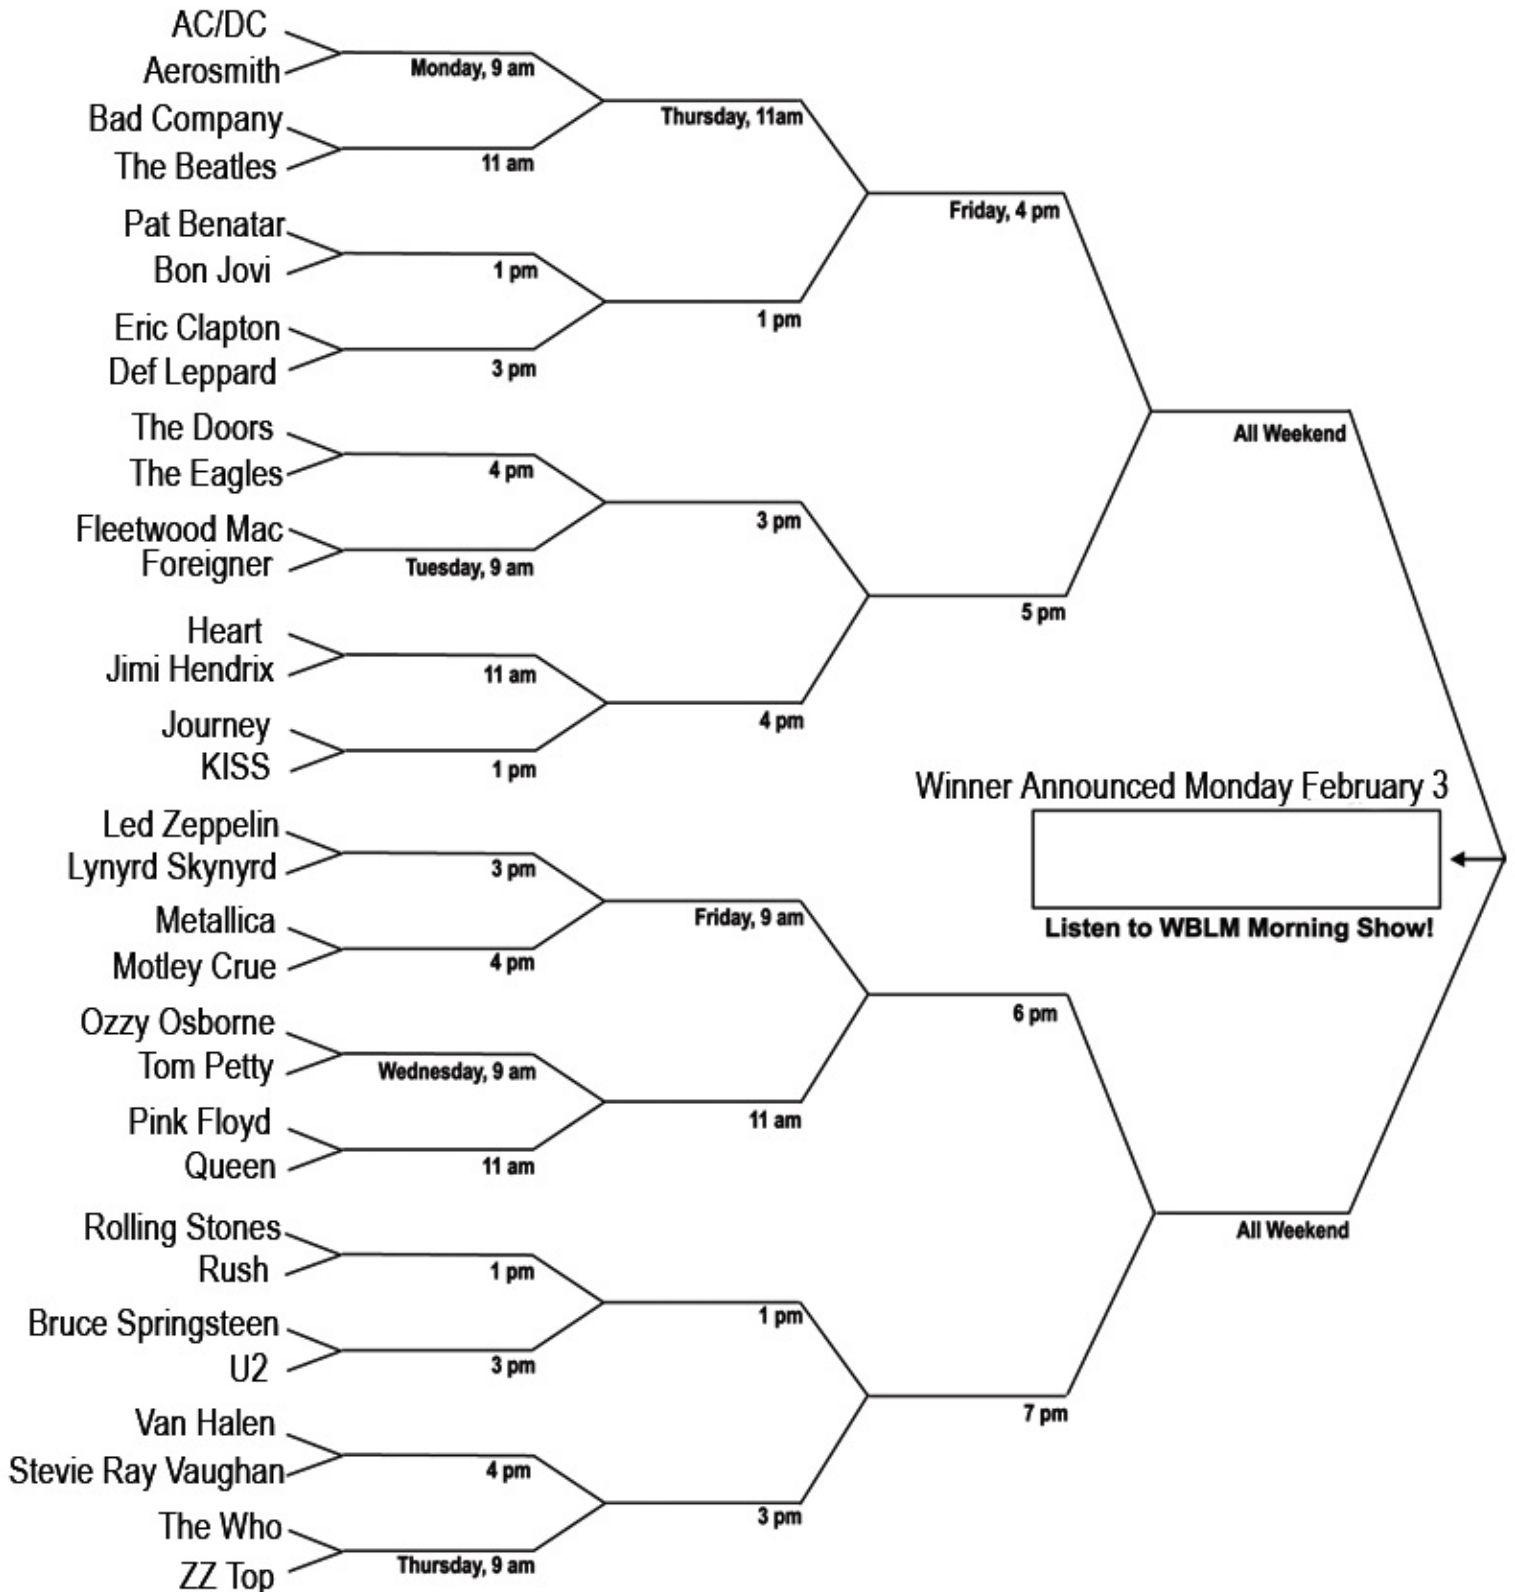 AC/DC
Aerosmith
Monday, 9 am
Bad Company
The Beatles
11 am
Thursday, 11am
Pat Benatar
Bon Jovi
1 pm
Eric Clapton
Def Leppard
3 pm
1 pm
Friday, 4 pm
The Doors
The Eagles
4 pm
Fleetwood Mac
Foreigner
Tuesday, 9 am
3 pm
Heart
Jimi Hendrix
11 am
Journey
KISS
1 pm
4 pm
5 pm
All Weekend
Led Zeppelin
Lynyrd Skynyrd
3 pm
Metallica
Motley Crue
4 pm
Friday, 9 am
Ozzy Osborne
Tom Petty
Wednesday, 9 am
Pink Floyd
Queen
11 am
11 am
6 pm
Rolling Stones
Rush
1 pm
Bruce Springsteen
U2
3 pm
1 pm
Van Halen
Stevie Ray Vaughan
4 pm
The Who
ZZ Top
Thursday, 9 am
3 pm
7 pm
All Weekend
Winner Announced Monday February 3
Listen to WBLM Morning Show!